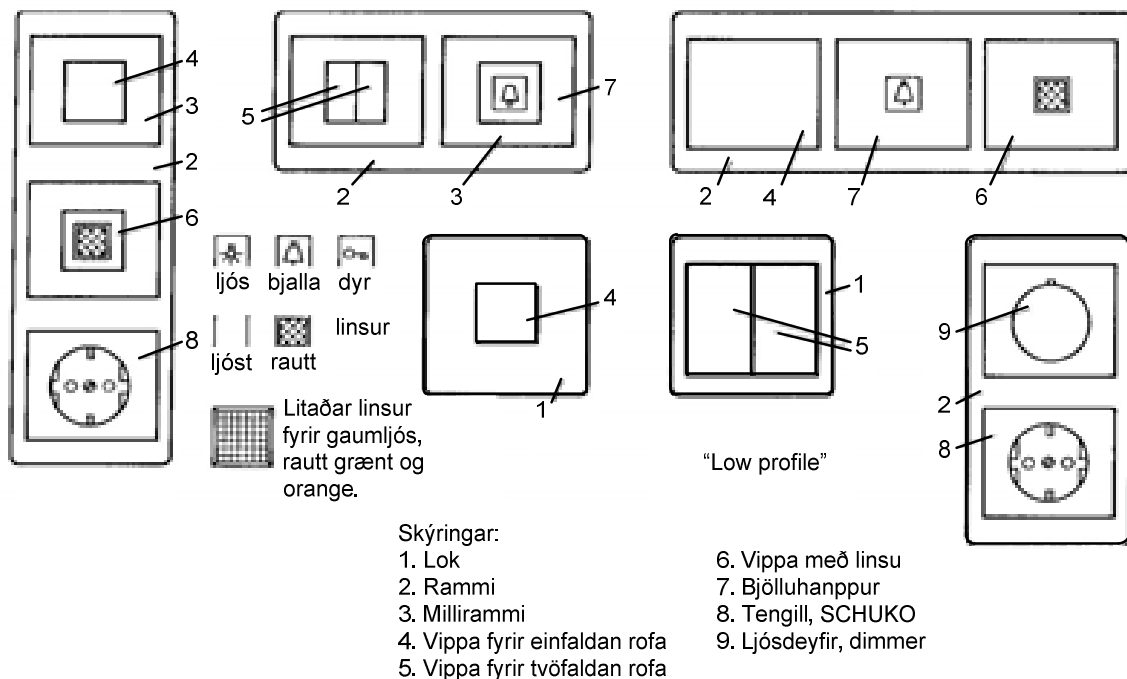 4
3
2
6
8
5
7
2
3
2
4
7
6
ljós bjalla dyr
ljóst rautt linsur
Litaðar linsur
fyrir gaumljós,
rautt grænt og
orange.
4
1
1
5
“Low profile”
9
2
8
Skýringar:
1. Lok
2. Rammi
3. Millirammi
4. Vippa fyrir einfaldan rofa
5. Vippa fyrir tvöfaldan rofa
6. Vippa með linsu
7. Bjölluhanppur
8. Tengill, SCHUKO
9. Ljósdeyfir, dimmer